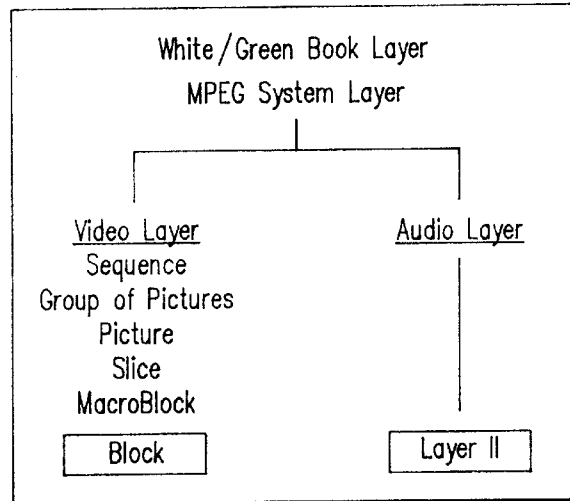 White/Green Book Layer
MPEG System Layer
Video Layer
Sequence
Group of Pictures
Picture
Slice
MacroBlock
Block
Audio Layer
Layer II